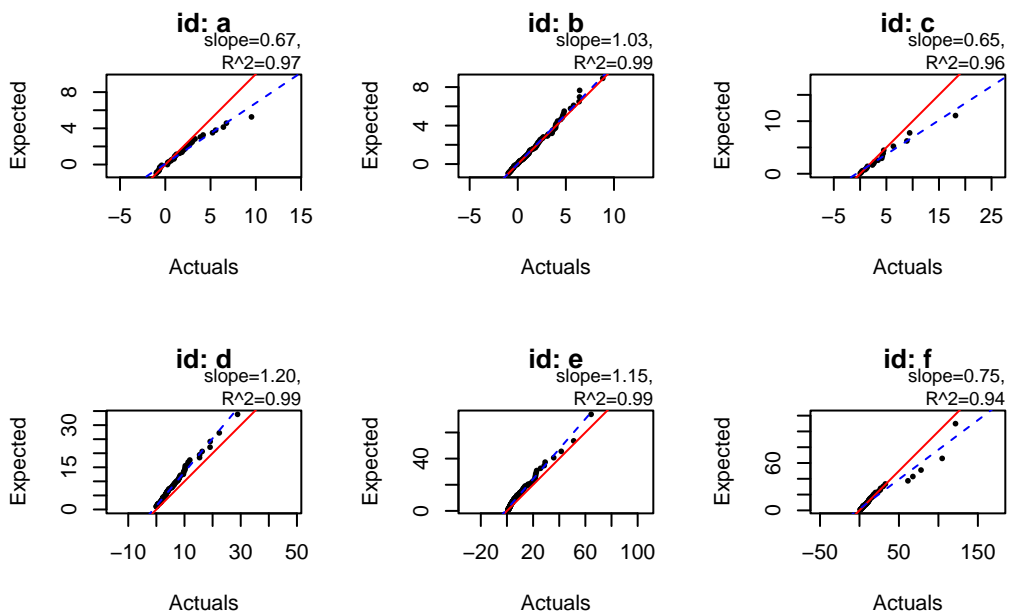 id: a
slope=0.67,
R^2=0.97
Expected
8
4
0
−5 0 5 10 15
Actuals
id: b
slope=1.03,
R^2=0.99
Expected
8
4
0
−5 0 5 10
Actuals
id: c
slope=0.65,
R^2=0.96
Expected
10
0
−5 5 15 25
Actuals
id: d
slope=1.20,
R^2=0.99
Expected
30
15
0
−10 10 30 50
Actuals
id: e
slope=1.15,
R^2=0.99
Expected
40
0
−20 20 60 100
Actuals
id: f
slope=0.75,
R^2=0.94
Expected
60
0
−50 50 150
Actuals